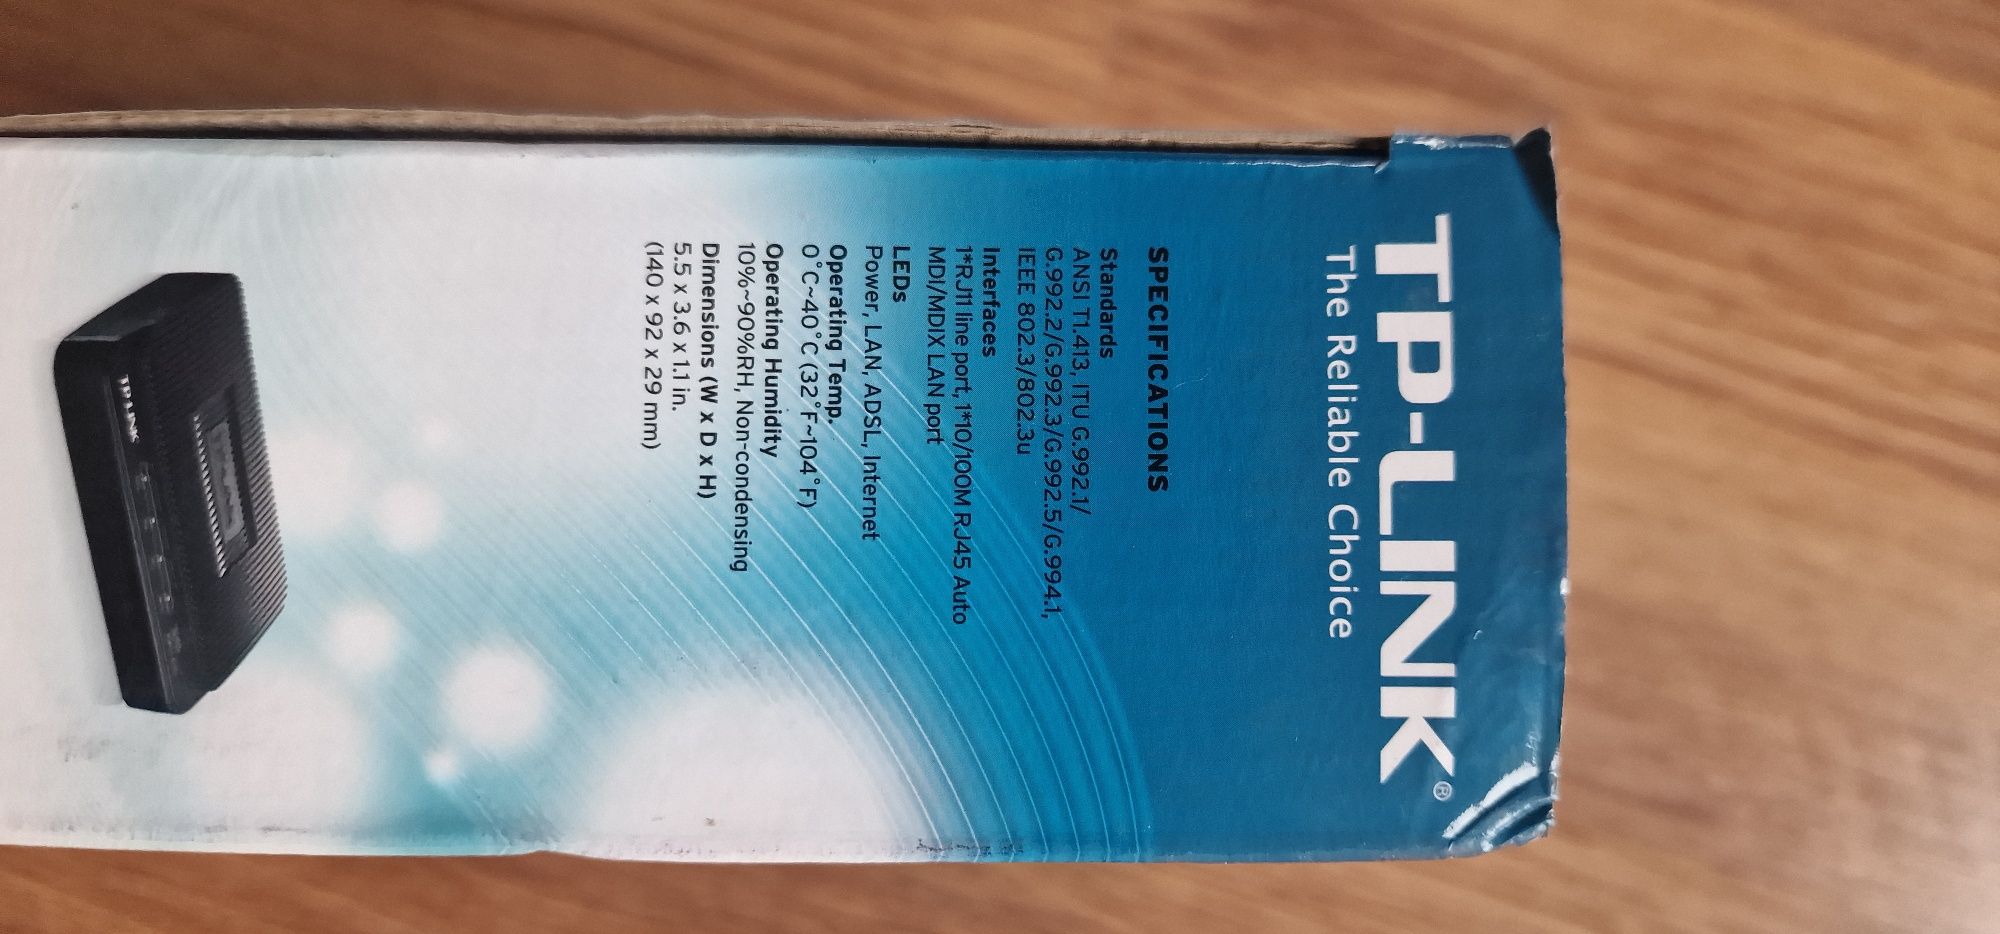 TP-LINK®
The Reliable Choice
SPECIFICATIONS
Standards
ANSI T1.413, ITU G.992.1/
G.992.2/G.992.3/G.992.5/G.994.1,
IEEE 802.3/802.3u
Interfaces
1*RJ11 line port, 1*10/100M RJ45 Auto
MDI/MDIX LAN port
LEDs
Power, LAN, ADSL, Internet
Operating Temp.
0°C~40°C (32°F~104°F)
Operating Humidity
10%~90%RH, Non-condensing
Dimensions (W x D x H)
5.5 x 3.6 x 1.1 in.
(140 x 92 x 29 mm)
TP-LINK